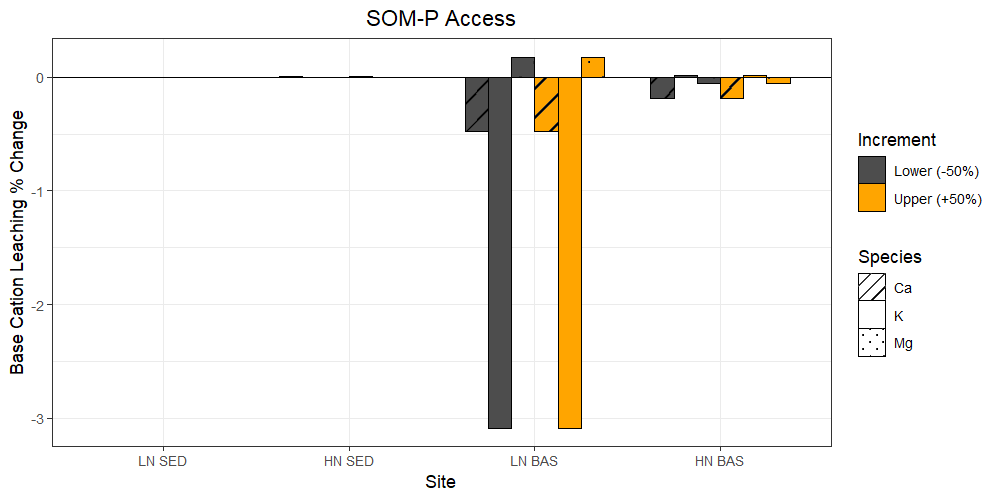 SOM-P Access
Base Cation Leaching % Change
0
-1
-2
-3
LN SED
HN SED
LN BAS
HN BAS
Site
Increment
Lower (-50%)
Upper (+50%)
Species
Ca
K
Mg